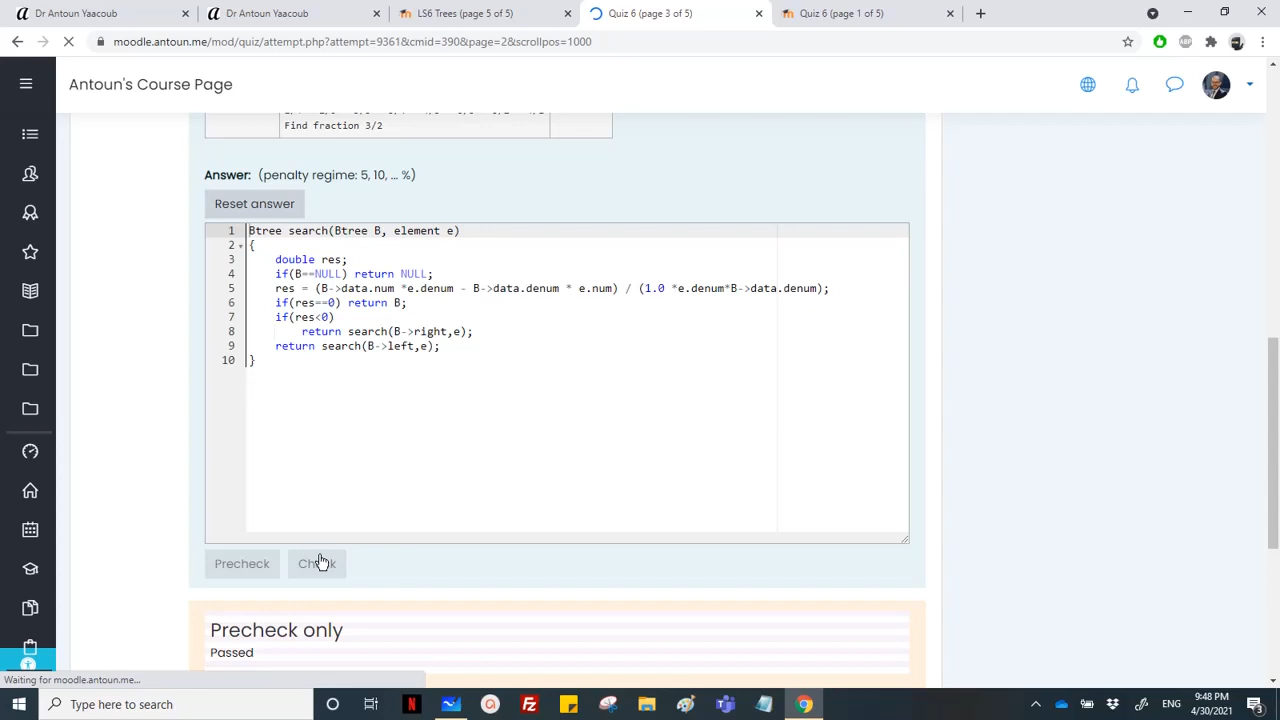 Dr Antoun Yaacoub
Dr Antoun Yaacoub
LS6 Trees (page 5 of 5)
Quiz 6 (page 3 of 5)
Quiz 6 (page 1 of 5)
moodle.antoun.me/mod/quiz/attempt.php?attempt=9361&cmid=390&page=2&scrollpos=1000
Antoun's Course Page
Find fraction 3/2
Answer: (penalty regime: 5, 10, ... %)
Reset answer
1 Btree search(Btree B, element e)
2 {
3 double res;
4 if(B==NULL) return NULL;
5 res = (B->data.num *e.denum - B->data.denum * e.num) / (1.0 *e.denum*B->data.denum);
6 if(res==0) return B;
7 if(res<0)
8 return search(B->right,e);
9 return search(B->left,e);
10 }
Precheck
Check
Precheck only
Passed
Waiting for moodle.antoun.me...
Type here to search
ENG
9:48 PM
4/30/2021